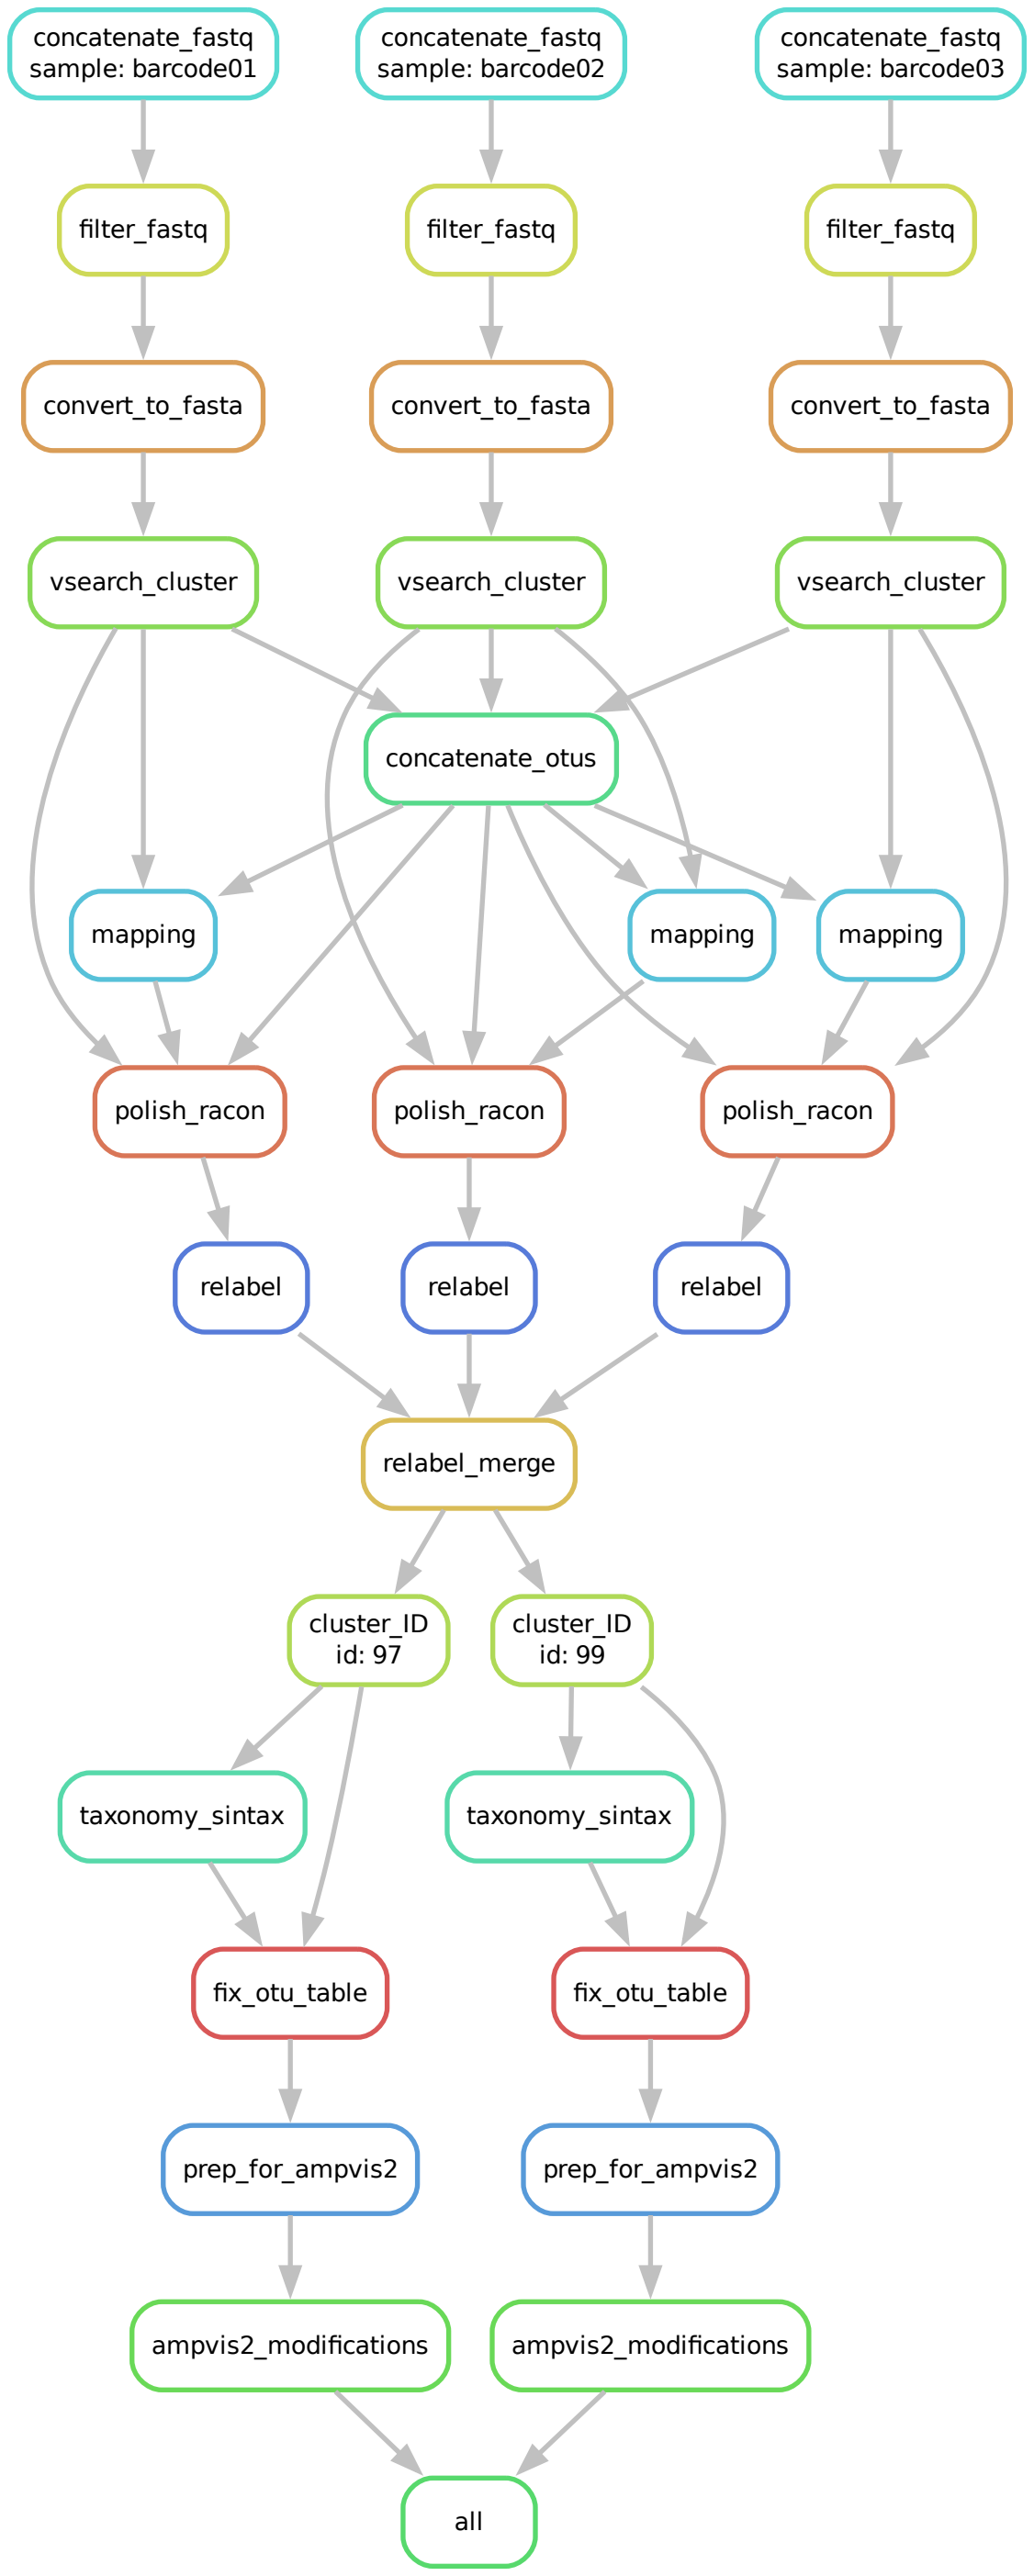 concatenate_fastq
sample: barcode01
concatenate_fastq
sample: barcode02
concatenate_fastq
sample: barcode03
filter_fastq
filter_fastq
filter_fastq
convert_to_fasta
convert_to_fasta
convert_to_fasta
vsearch_cluster
vsearch_cluster
vsearch_cluster
concatenate_otus
mapping
mapping
mapping
polish_racon
polish_racon
polish_racon
relabel
relabel
relabel
relabel_merge
cluster_ID
id: 97
cluster_ID
id: 99
taxonomy_sintax
taxonomy_sintax
fix_otu_table
fix_otu_table
prep_for_ampvis2
prep_for_ampvis2
ampvis2_modifications
ampvis2_modifications
all